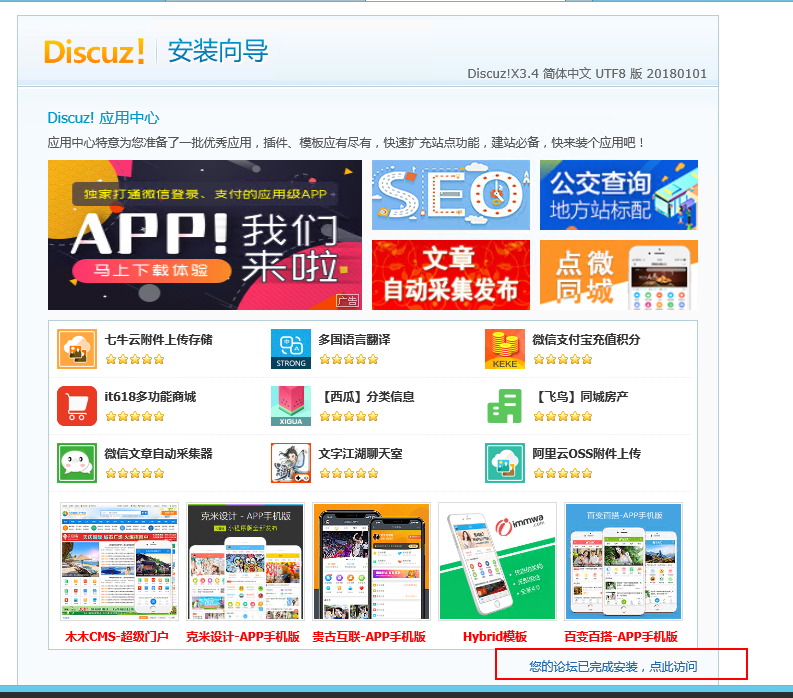 Discuz! 安装向导
Discuz!X3.4 简体中文 UTF8 版 20180101
Discuz! 应用中心
应用中心特意为您准备了一批优秀应用，插件、模板应有尽有，快速扩充站点功能，建站必备，快来装个应用吧！
独家打通微信登录、支付的应用级APP
APP! 我们来啦
马上下载体验
广告
SEO
公交查询
地方站标配
文章
自动采集发布
点微
同城
七牛云附件上传存储
STRONG
多国语言翻译
KEKE
微信支付宝充值积分
it618多功能商城
XIGUA
【西瓜】分类信息
【飞鸟】同城房产
微信文章自动采集器
文字江湖聊天室
阿里云OSS附件上传
克米设计 - APP手机版
百变百搭-APP手机版
木木CMS-超级门户
克米设计-APP手机版
贵古互联-APP手机版
Hybrid模板
百变百搭-APP手机版
您的论坛已完成安装，点此访问